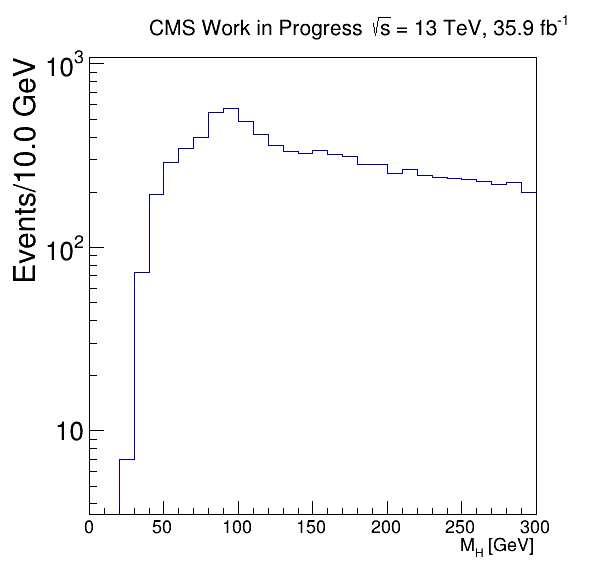 CMS Work in Progress √s = 13 TeV, 35.9 fb⁻¹
Events/10.0 GeV
10³
10²
10
0 50 100 150 200 250 300
M_H [GeV]